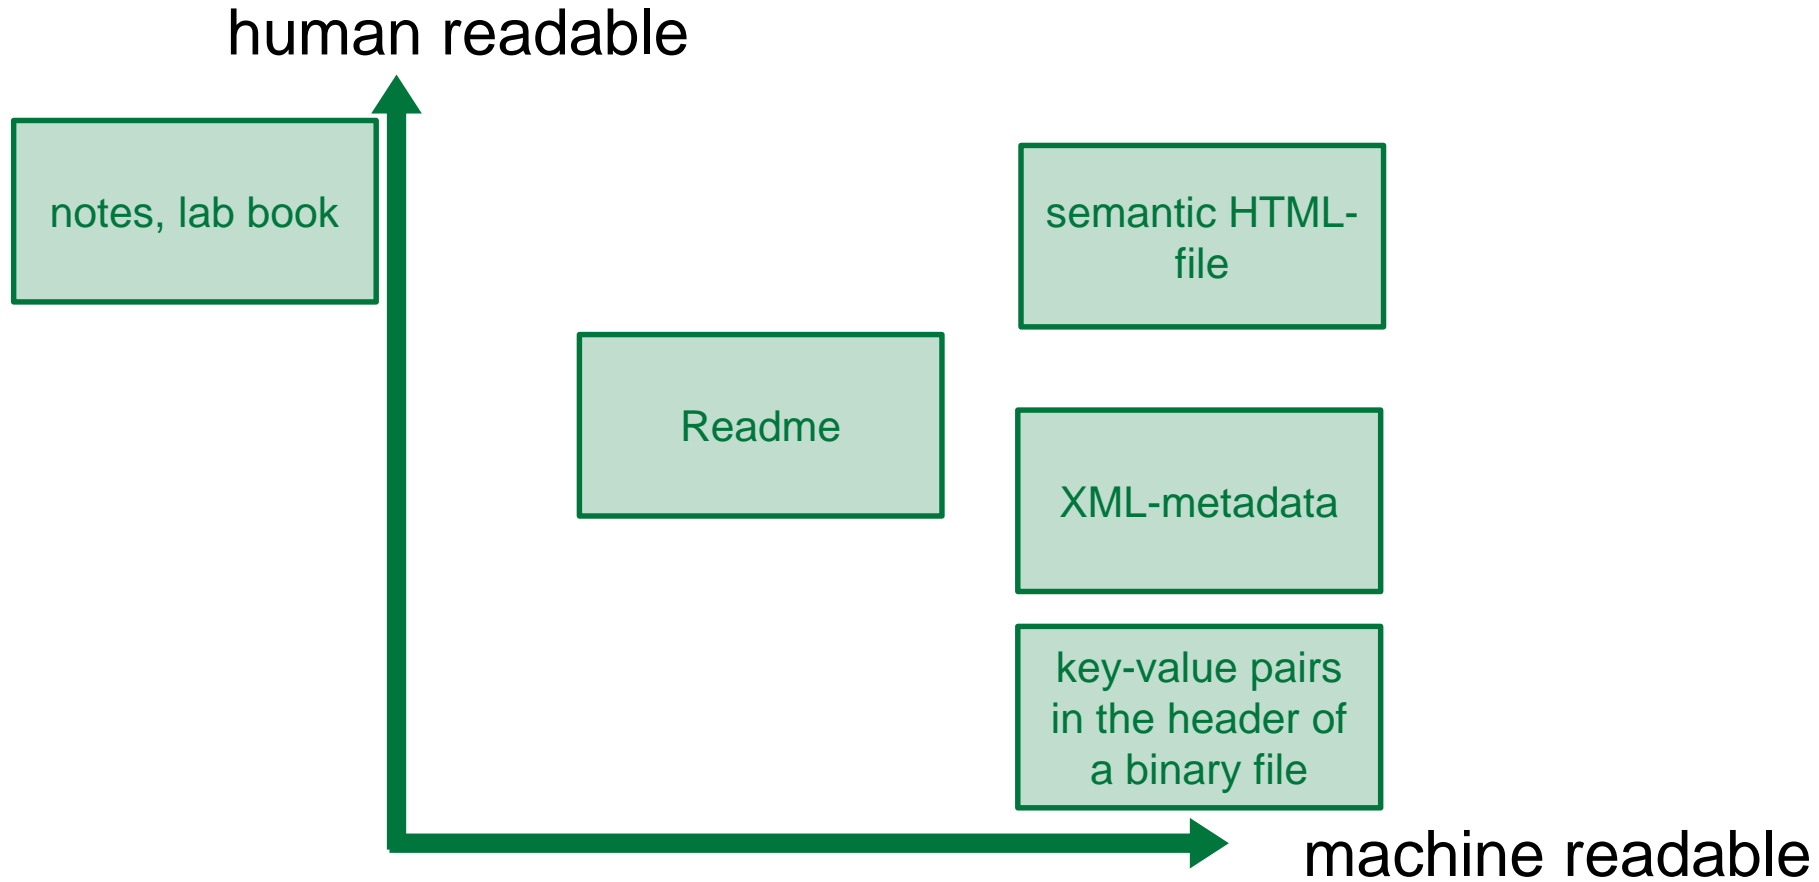 human readable
notes, lab book
semantic HTML-
file
Readme
XML-metadata
key-value pairs
in the header of
a binary file
machine readable